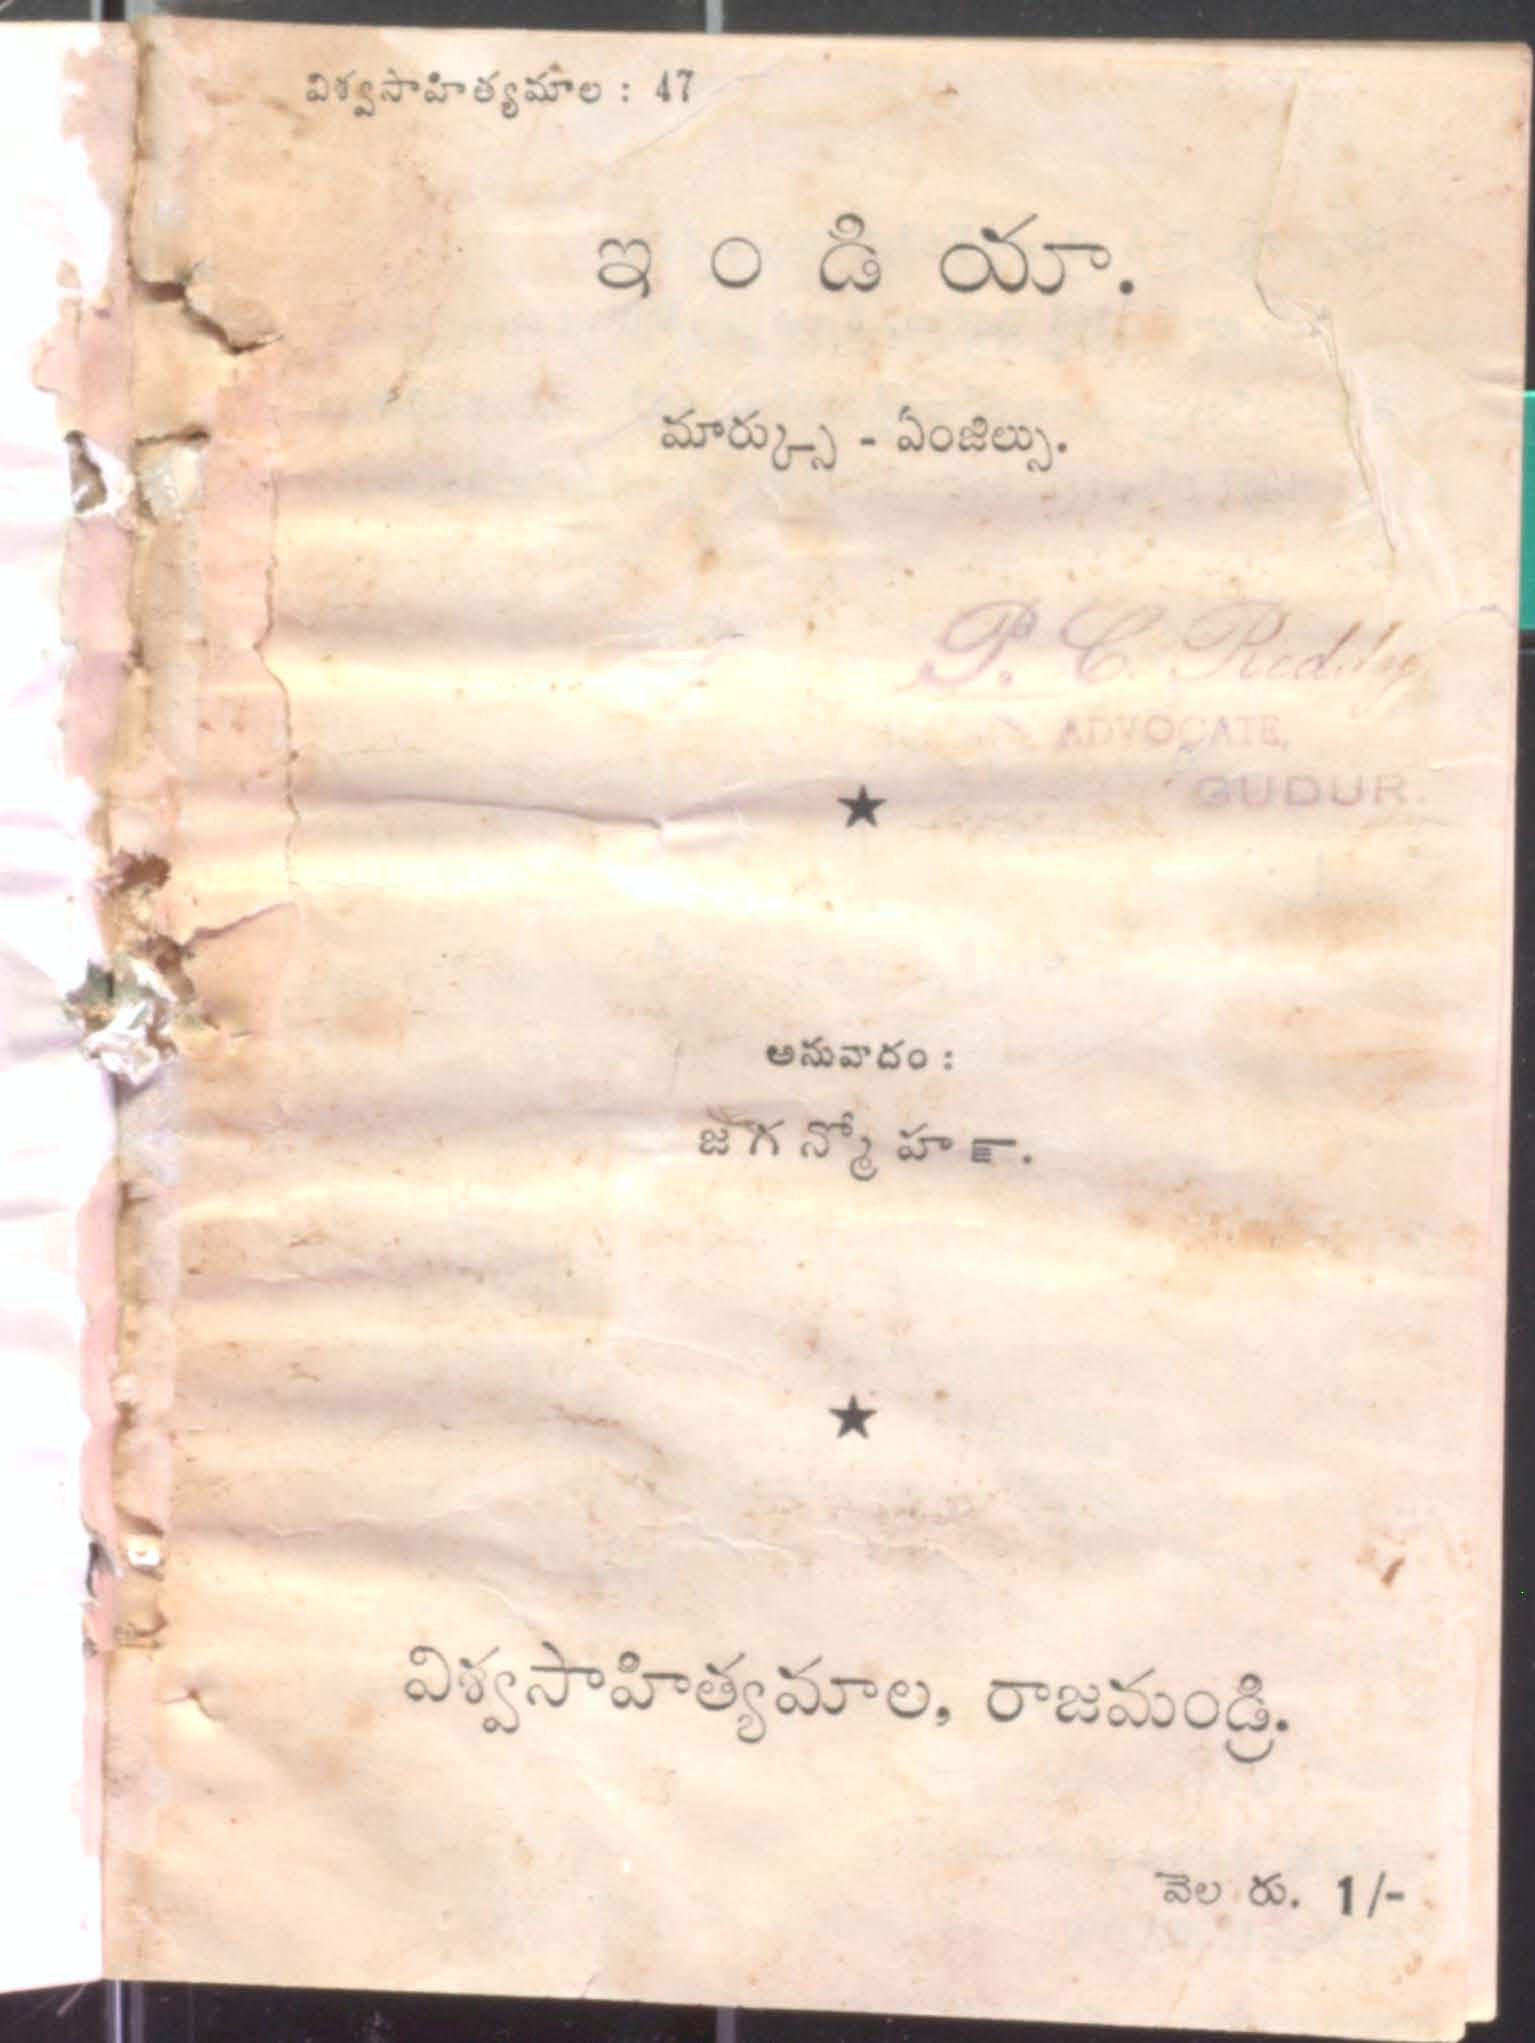 విశ్వసాహిత్యమాల : 47
ఇండియా.
మార్క్సు - ఏంజిల్సు.
P. C. Reddy,
ADVOCATE,
GUDUR.
★
అనువాదం :
జగన్మోహన్.
★
విశ్వసాహిత్యమాల, రాజమండ్రి.
వెల రు. 1/-